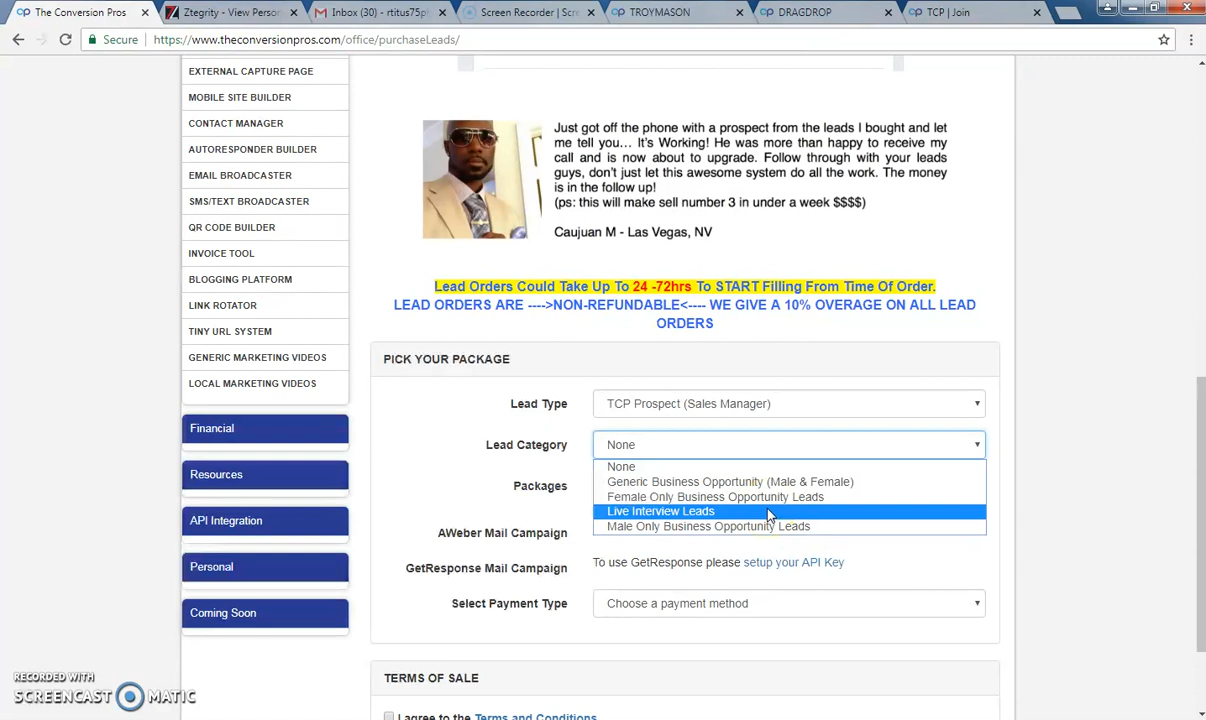 The Conversion Pros
Ztegrity - View Person
Inbox (30) - rtitus75p
Screen Recorder | Scr
TROYMASON
DRAGDROP
TCP | Join
Secure
https://www.theconversionpros.com/office/purchaseLeads/
EXTERNAL CAPTURE PAGE
MOBILE SITE BUILDER
CONTACT MANAGER
AUTORESPONDER BUILDER
EMAIL BROADCASTER
SMS/TEXT BROADCASTER
QR CODE BUILDER
INVOICE TOOL
BLOGGING PLATFORM
LINK ROTATOR
TINY URL SYSTEM
GENERIC MARKETING VIDEOS
LOCAL MARKETING VIDEOS
Financial
Resources
API Integration
Personal
Coming Soon
Just got off the phone with a prospect from the leads I bought and let
me tell you... It's Working! He was more than happy to receive my
call and is now about to upgrade. Follow through with your leads
guys, don't just let this awesome system do all the work. The money
is in the follow up!
(ps: this will make sell number 3 in under a week $$$$)
Caujuan M - Las Vegas, NV
Lead Orders Could Take Up To 24 -72hrs To START Filling From Time Of Order.
LEAD ORDERS ARE ---->NON-REFUNDABLE<---- WE GIVE A 10% OVERAGE ON ALL LEAD
ORDERS
PICK YOUR PACKAGE
Lead Type
TCP Prospect (Sales Manager)
Lead Category
None
None
Generic Business Opportunity (Male & Female)
Female Only Business Opportunity Leads
Live Interview Leads
Male Only Business Opportunity Leads
Packages
AWeber Mail Campaign
GetResponse Mail Campaign
To use GetResponse please setup your API Key
Select Payment Type
Choose a payment method
TERMS OF SALE
I agree to the Terms and Conditions
RECORDED WITH
SCREENCAST MATIC